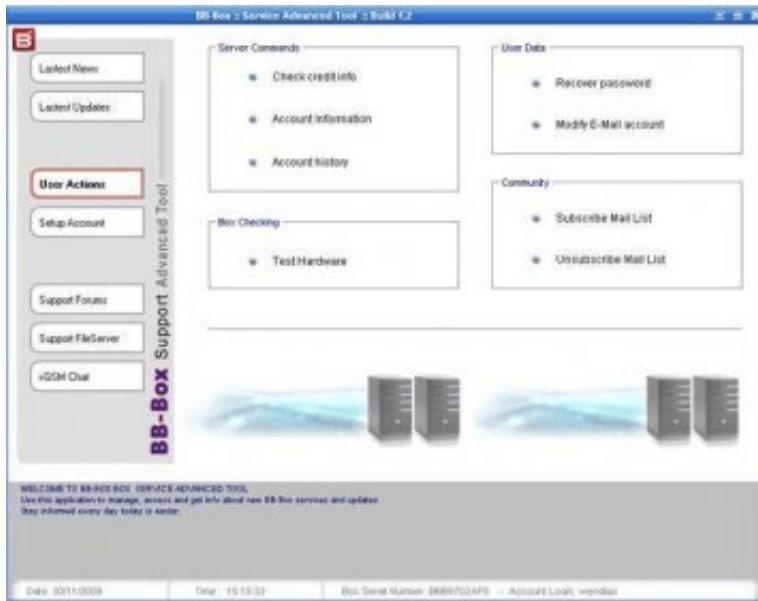 BB-Box :: Service Advanced Tool :: Build 1.2
Lastest News
Lastest Updates
User Actions
Setup Account
Support Forums
Support FileServer
vGSM Chat
BB-Box Support Advanced Tool
Server Commands
Check credit info
Account Information
Account history
Box Checking
Test Hardware
User Data
Recover password
Modify E-Mail account
Community
Subscribe Mail List
Unsubscribe Mail List
WELCOME TO BB-BOX BOX SERVICE ADVANCED TOOL.
Use this application to manage, access and get info about new BB-Box services and updates.
Stay informed every day today is easier.
Date: 30/11/2009
Time: 15:15:33
Box Serial Number: - Account Login: